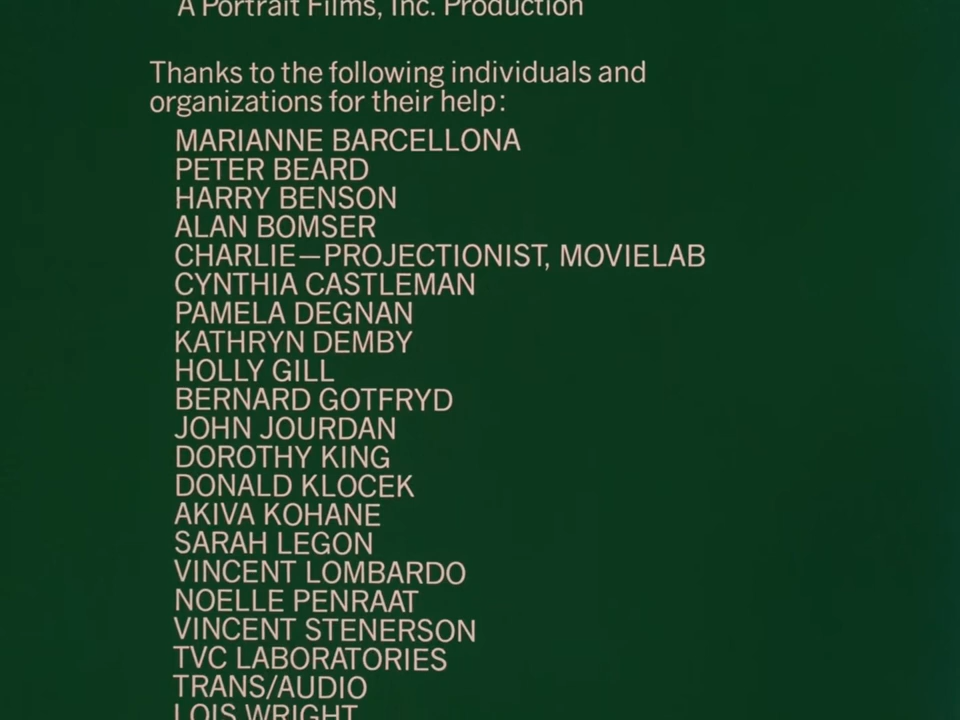 A Portrait Films, Inc. Production
Thanks to the following individuals and
organizations for their help:
MARIANNE BARCELLONA
PETER BEARD
HARRY BENSON
ALAN BOMSER
CHARLIE—PROJECTIONIST, MOVIELAB
CYNTHIA CASTLEMAN
PAMELA DEGNAN
KATHRYN DEMBY
HOLLY GILL
BERNARD GOTFRYD
JOHN JOURDAN
DOROTHY KING
DONALD KLOCEK
AKIVA KOHANE
SARAH LEGON
VINCENT LOMBARDO
NOELLE PENRAAT
VINCENT STENERSON
TVC LABORATORIES
TRANS/AUDIO
LOIS WRIGHT